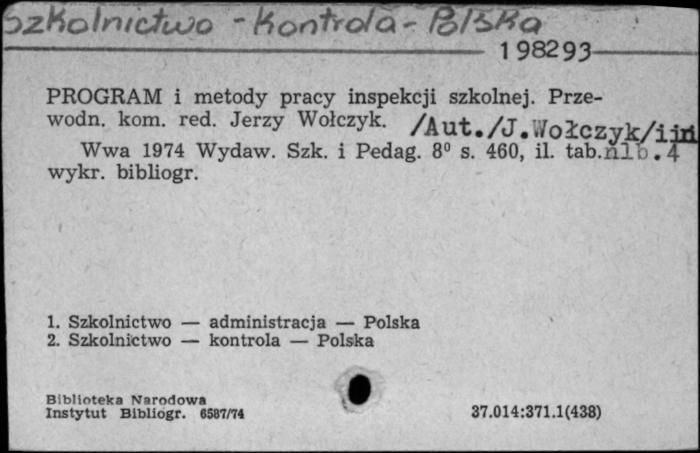 Szkolnictwo - Kontrola - Polska
198293
PROGRAM i metody pracy inspekcji szkolnej. Prze-
wodn. kom. red. Jerzy Wołczyk. /Aut./J.Wołczyk/iin
Wwa 1974 Wydaw. Szk. i Pedag. 8⁰ s. 460, il. tab.nlb.4
wykr. bibliogr.
1. Szkolnictwo — administracja — Polska
2. Szkolnictwo — kontrola — Polska
Biblioteka Narodowa
Instytut Bibliogr. 6587/74
37.014:371.1(438)